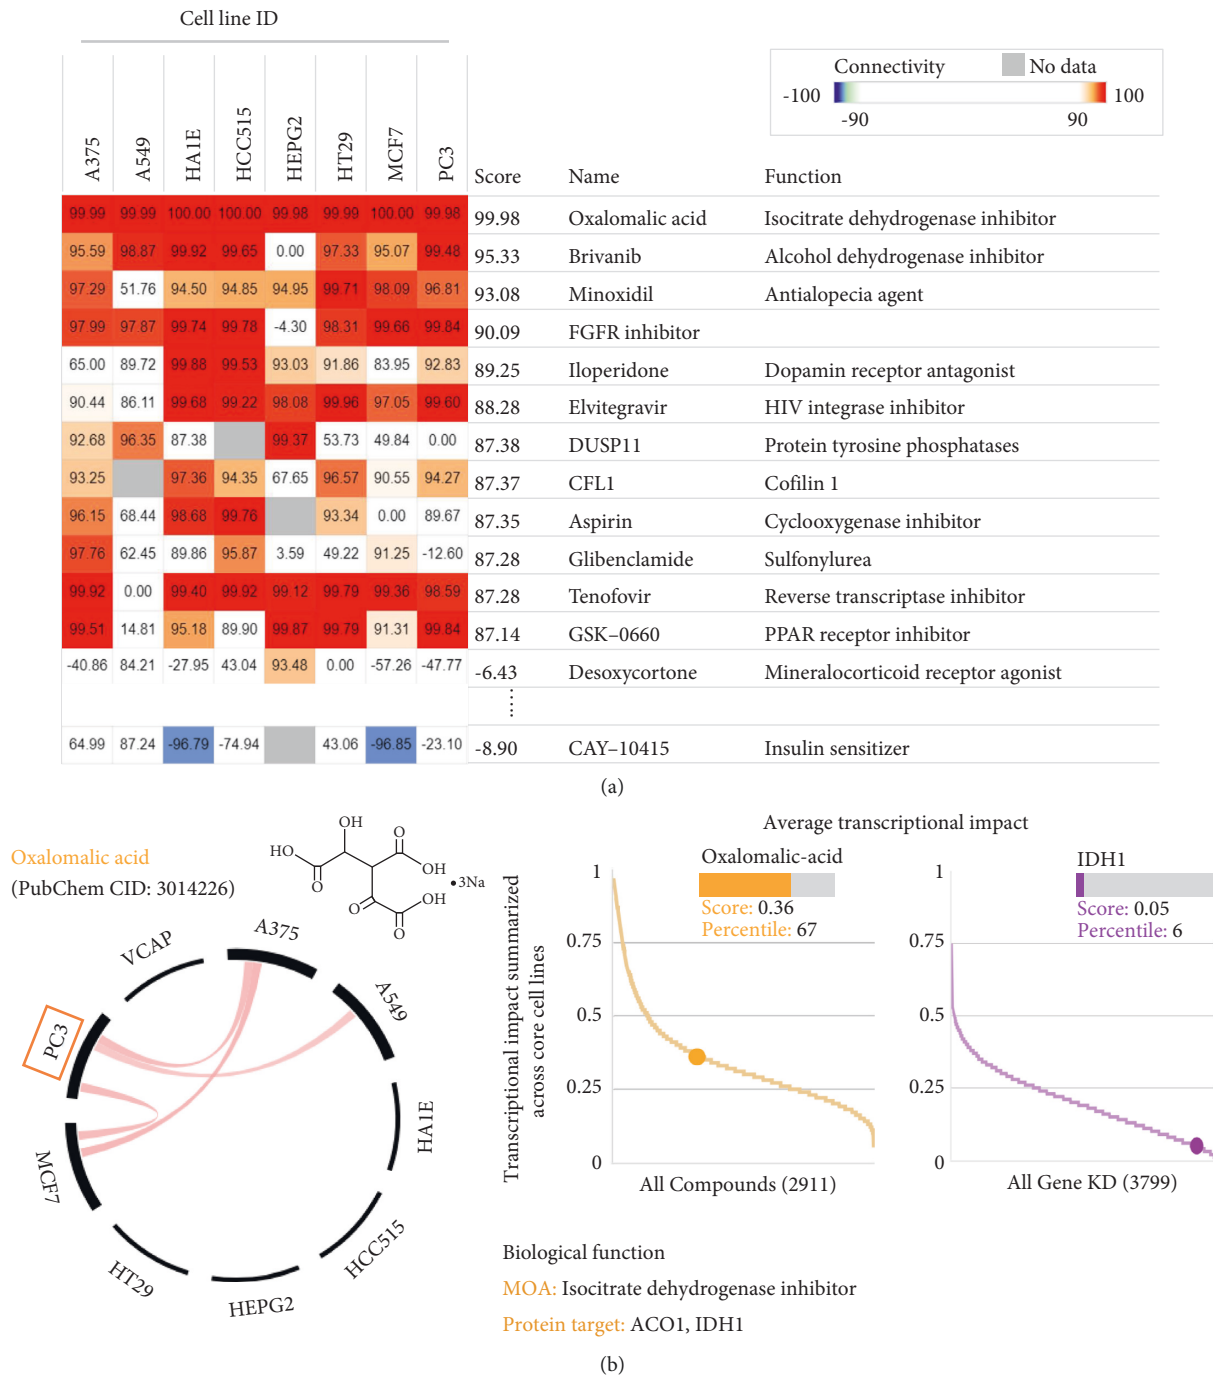 Cell line ID
Connectivity No data
-100 100
-90 90
A375 A549 HA1E HCC515 HEPG2 HT29 MCF7 PC3 Score Name Function
99.99 99.99 100.00 100.00 99.98 99.99 100.00 99.98 99.98 Oxalomalic acid Isocitrate dehydrogenase inhibitor
95.59 98.87 99.92 99.65 0.00 97.33 95.07 99.48 95.33 Brivanib Alcohol dehydrogenase inhibitor
97.29 51.76 94.50 94.85 94.95 99.71 98.09 96.81 93.08 Minoxidil Antialopecia agent
97.99 97.87 99.74 99.78 -4.30 98.31 99.66 99.84 90.09 FGFR inhibitor
65.00 89.72 99.88 99.53 93.03 91.86 83.95 92.83 89.25 Iloperidone Dopamin receptor antagonist
90.44 86.11 99.68 99.22 98.08 99.96 97.05 99.60 88.28 Elvitegravir HIV integrase inhibitor
92.68 96.35 87.38 99.37 53.73 49.84 0.00 87.38 DUSP11 Protein tyrosine phosphatases
93.25 97.36 94.35 67.65 96.57 90.55 94.27 87.37 CFL1 Cofilin 1
96.15 68.44 98.68 99.76 93.34 0.00 89.67 87.35 Aspirin Cyclooxygenase inhibitor
97.76 62.45 89.86 95.87 3.59 49.22 91.25 -12.60 87.28 Glibenclamide Sulfonylurea
99.92 0.00 99.40 99.92 99.12 99.79 99.36 98.59 87.28 Tenofovir Reverse transcriptase inhibitor
99.51 14.81 95.18 89.90 99.87 99.79 91.31 99.84 87.14 GSK–0660 PPAR receptor inhibitor
-40.86 84.21 -27.95 43.04 93.48 0.00 -57.26 -47.77 -6.43 Desoxycortone Mineralocorticoid receptor agonist
64.99 87.24 -96.79 -74.94 43.06 -96.85 -23.10 -8.90 CAY–10415 Insulin sensitizer
(a)
Oxalomalic acid
(PubChem CID: 3014226)
OH O
HO OH
O O OH •3Na
O
A375
A549
HA1E
HCC515
HEPG2
HT29
MCF7
PC3
VCAP
Average transcriptional impact
Transcriptional impact summarized
across core cell lines
Oxalomalic-acid
Score: 0.36
Percentile: 67
1
0.75
0.5
0.25
0
All Compounds (2911)
IDH1
Score: 0.05
Percentile: 6
1
0.75
0.5
0.25
0
All Gene KD (3799)
Biological function
MOA: Isocitrate dehydrogenase inhibitor
Protein target: ACO1, IDH1
(b)